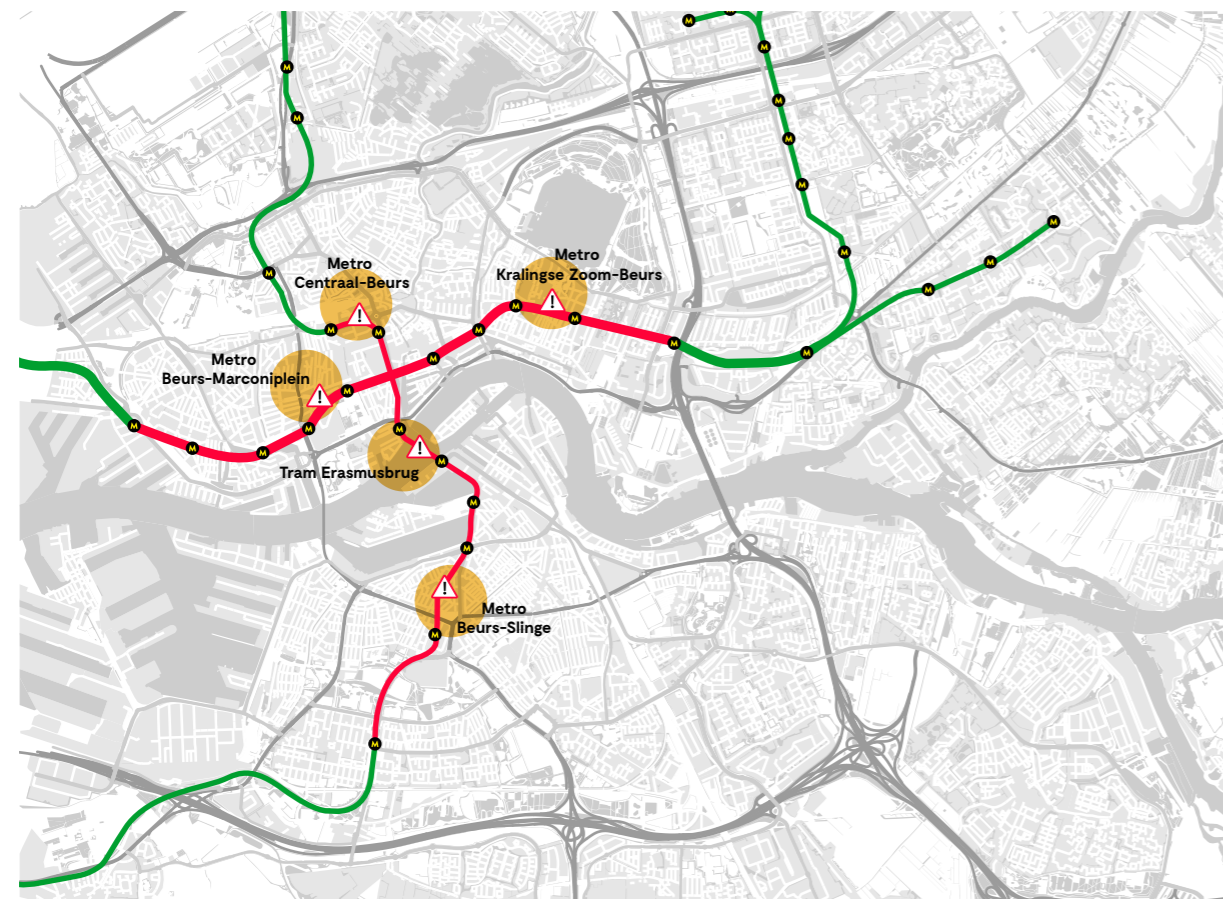 Metro
Kralingse Zoom-Beurs
Metro
Centraal-Beurs
Metro
Beurs-Marconiplein
Tram Erasmusbrug
Metro
Beurs-Slinge